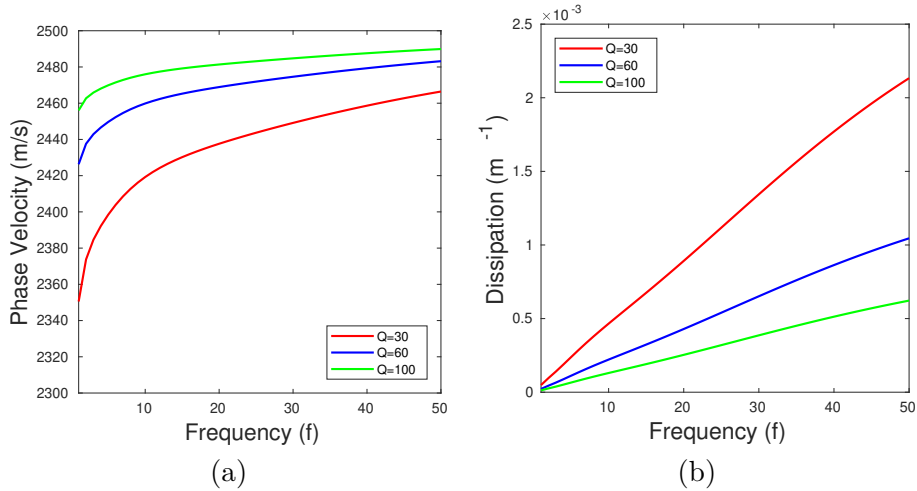 2500
2480
2460
2440
2420
2400
2380
2360
2340
2320
2300
Phase Velocity (m/s)
10 20 30 40 50
Frequency (f)
Q=30
Q=60
Q=100
(a)
×10⁻³
2.5
2
1.5
1
0.5
0
Dissipation (m ⁻¹)
10 20 30 40 50
Frequency (f)
Q=30
Q=60
Q=100
(b)